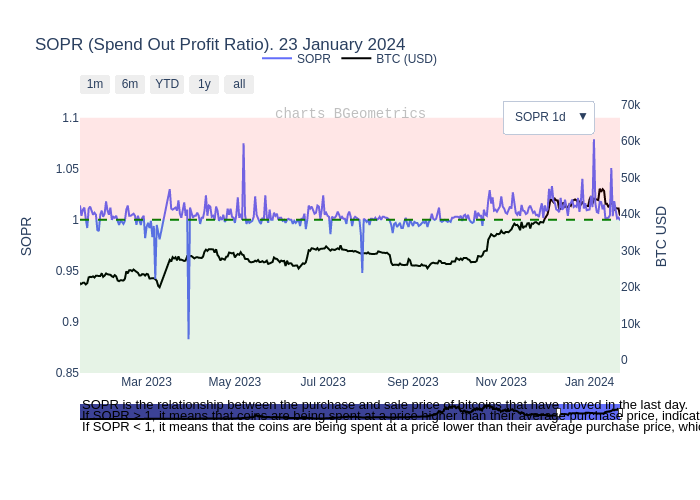 SOPR (Spend Out Profit Ratio). 23 January 2024
SOPR BTC (USD)
1m 6m YTD 1y all
charts BGeometrics
SOPR 1d ▼
1.1
1.05
1
0.95
0.9
0.85
SOPR
70k
60k
50k
40k
30k
20k
10k
0
BTC USD
Mar 2023 May 2023 Jul 2023 Sep 2023 Nov 2023 Jan 2024
SOPR is the relationship between the purchase and sale price of bitcoins that have moved in the last day.
If SOPR > 1, it means that coins are being spent at a price higher than their average purchase price, indicat
If SOPR < 1, it means that the coins are being spent at a price lower than their average purchase price, whi